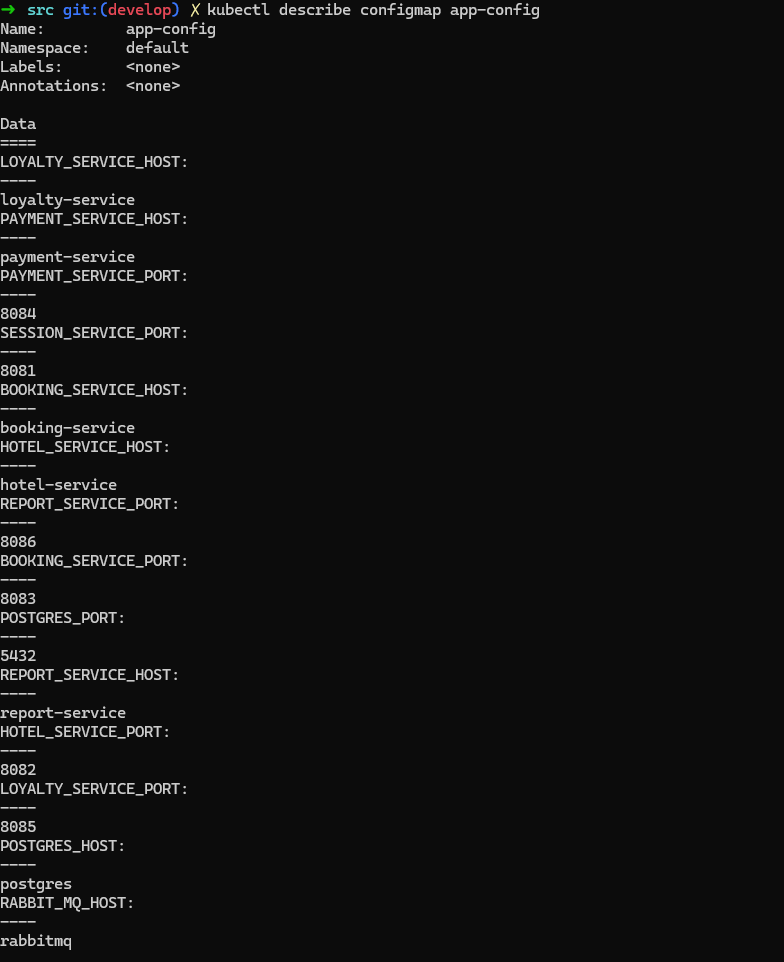 ➜ src git:(develop) ✗ kubectl describe configmap app-config
Name:         app-config
Namespace:    default
Labels:       <none>
Annotations:  <none>

Data
====
LOYALTY_SERVICE_HOST:
----
loyalty-service
PAYMENT_SERVICE_HOST:
----
payment-service
PAYMENT_SERVICE_PORT:
----
8084
SESSION_SERVICE_PORT:
----
8081
BOOKING_SERVICE_HOST:
----
booking-service
HOTEL_SERVICE_HOST:
----
hotel-service
REPORT_SERVICE_PORT:
----
8086
BOOKING_SERVICE_PORT:
----
8083
POSTGRES_PORT:
----
5432
REPORT_SERVICE_HOST:
----
report-service
HOTEL_SERVICE_PORT:
----
8082
LOYALTY_SERVICE_PORT:
----
8085
POSTGRES_HOST:
----
postgres
RABBIT_MQ_HOST:
----
rabbitmq